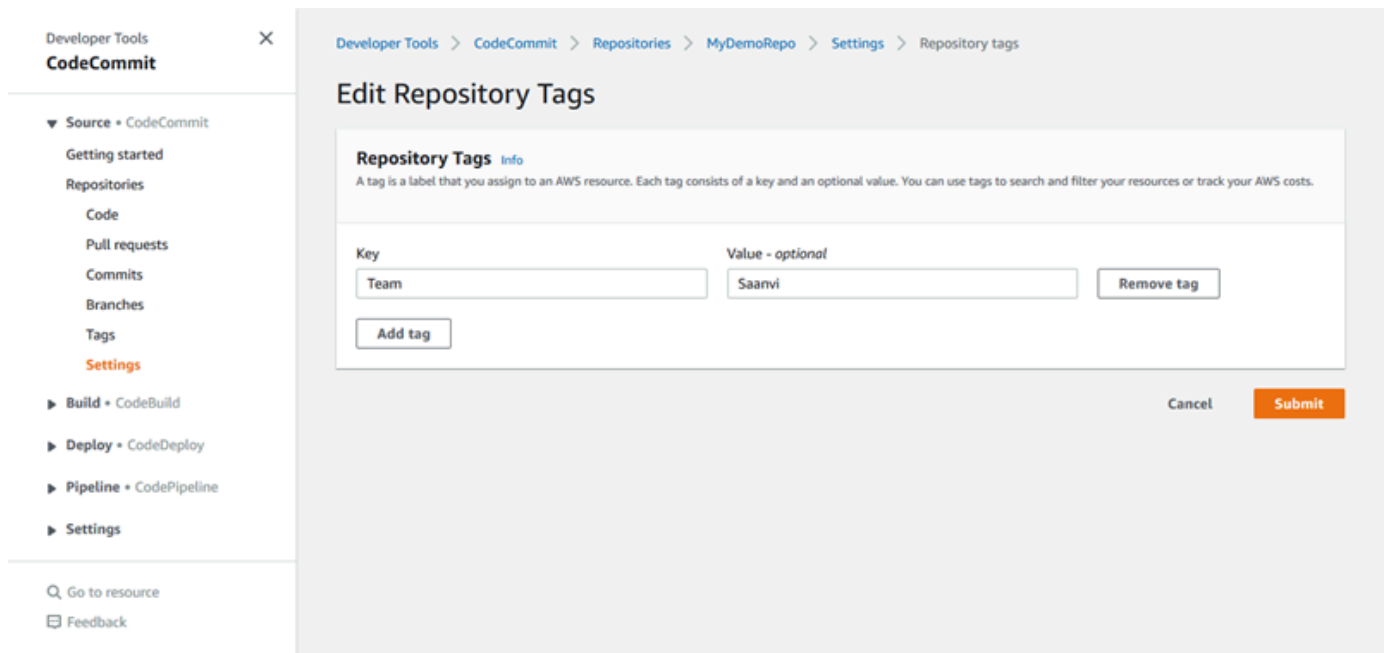 Developer Tools
CodeCommit
Source • CodeCommit
Getting started
Repositories
Code
Pull requests
Commits
Branches
Tags
Settings
Build • CodeBuild
Deploy • CodeDeploy
Pipeline • CodePipeline
Settings
Go to resource
Feedback
Developer Tools > CodeCommit > Repositories > MyDemoRepo > Settings > Repository tags
Edit Repository Tags
Repository Tags Info
A tag is a label that you assign to an AWS resource. Each tag consists of a key and an optional value. You can use tags to search and filter your resources or track your AWS costs.
Key Value - optional
Team Saanvi Remove tag
Add tag
Cancel Submit